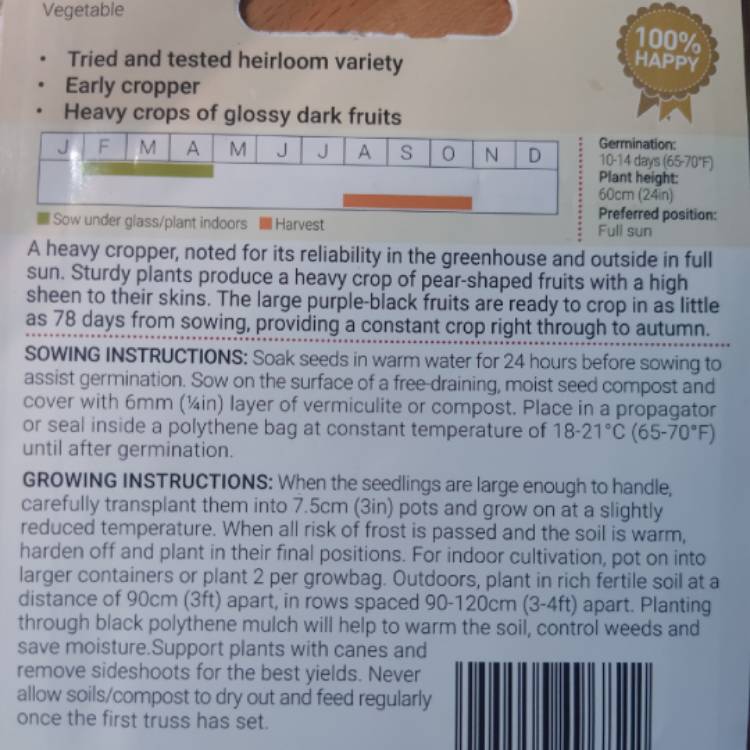 Vegetable
• Tried and tested heirloom variety
• Early cropper
• Heavy crops of glossy dark fruits
100%
HAPPY
J F M A M J J A S O N D
Sow under glass/plant indoors Harvest
Germination:
10-14 days (65-70°F)
Plant height:
60cm (24in)
Preferred position:
Full sun
A heavy cropper, noted for its reliability in the greenhouse and outside in full
sun. Sturdy plants produce a heavy crop of pear-shaped fruits with a high
sheen to their skins. The large purple-black fruits are ready to crop in as little
as 78 days from sowing, providing a constant crop right through to autumn.
SOWING INSTRUCTIONS: Soak seeds in warm water for 24 hours before sowing to
assist germination. Sow on the surface of a free-draining, moist seed compost and
cover with 6mm (¼in) layer of vermiculite or compost. Place in a propagator
or seal inside a polythene bag at constant temperature of 18-21°C (65-70°F)
until after germination.
GROWING INSTRUCTIONS: When the seedlings are large enough to handle,
carefully transplant them into 7.5cm (3in) pots and grow on at a slightly
reduced temperature. When all risk of frost is passed and the soil is warm,
harden off and plant in their final positions. For indoor cultivation, pot on into
larger containers or plant 2 per growbag. Outdoors, plant in rich fertile soil at a
distance of 90cm (3ft) apart, in rows spaced 90-120cm (3-4ft) apart. Planting
through black polythene mulch will help to warm the soil, control weeds and
save moisture.Support plants with canes and
remove sideshoots for the best yields. Never
allow soils/compost to dry out and feed regularly
once the first truss has set.